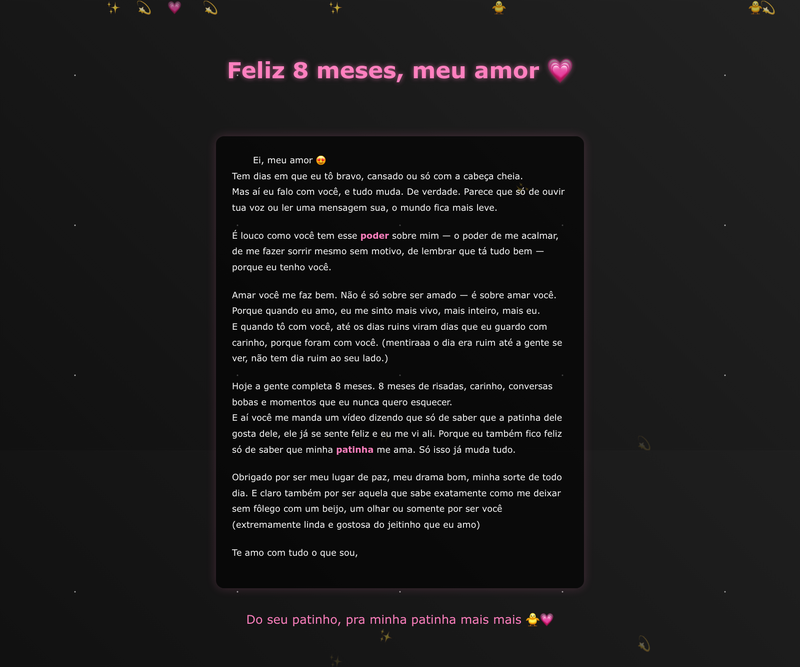 Feliz 8 meses, meu amor 💗
Ei, meu amor 😍
Tem dias em que eu tô bravo, cansado ou só com a cabeça cheia.
Mas aí eu falo com você, e tudo muda. De verdade. Parece que só de ouvir
tua voz ou ler uma mensagem sua, o mundo fica mais leve.
É louco como você tem esse poder sobre mim — o poder de me acalmar,
de me fazer sorrir mesmo sem motivo, de lembrar que tá tudo bem —
porque eu tenho você.
Amar você me faz bem. Não é só sobre ser amado — é sobre amar você.
Porque quando eu amo, eu me sinto mais vivo, mais inteiro, mais eu.
E quando tô com você, até os dias ruins viram dias que eu guardo com
carinho, porque foram com você. (mentiraaa o dia era ruim até a gente se
ver, não tem dia ruim ao seu lado.)
Hoje a gente completa 8 meses. 8 meses de risadas, carinho, conversas
bobas e momentos que eu nunca quero esquecer.
E aí você me manda um vídeo dizendo que só de saber que a patinha dele
gosta dele, ele já se sente feliz e eu me vi ali. Porque eu também fico feliz
só de saber que minha patinha me ama. Só isso já muda tudo.
Obrigado por ser meu lugar de paz, meu drama bom, minha sorte de todo
dia. E claro também por ser aquela que sabe exatamente como me deixar
sem fôlego com um beijo, um olhar ou somente por ser você
(extremamente linda e gostosa do jeitinho que eu amo)
Te amo com tudo o que sou,
Do seu patinho, pra minha patinha mais mais 🐥💗